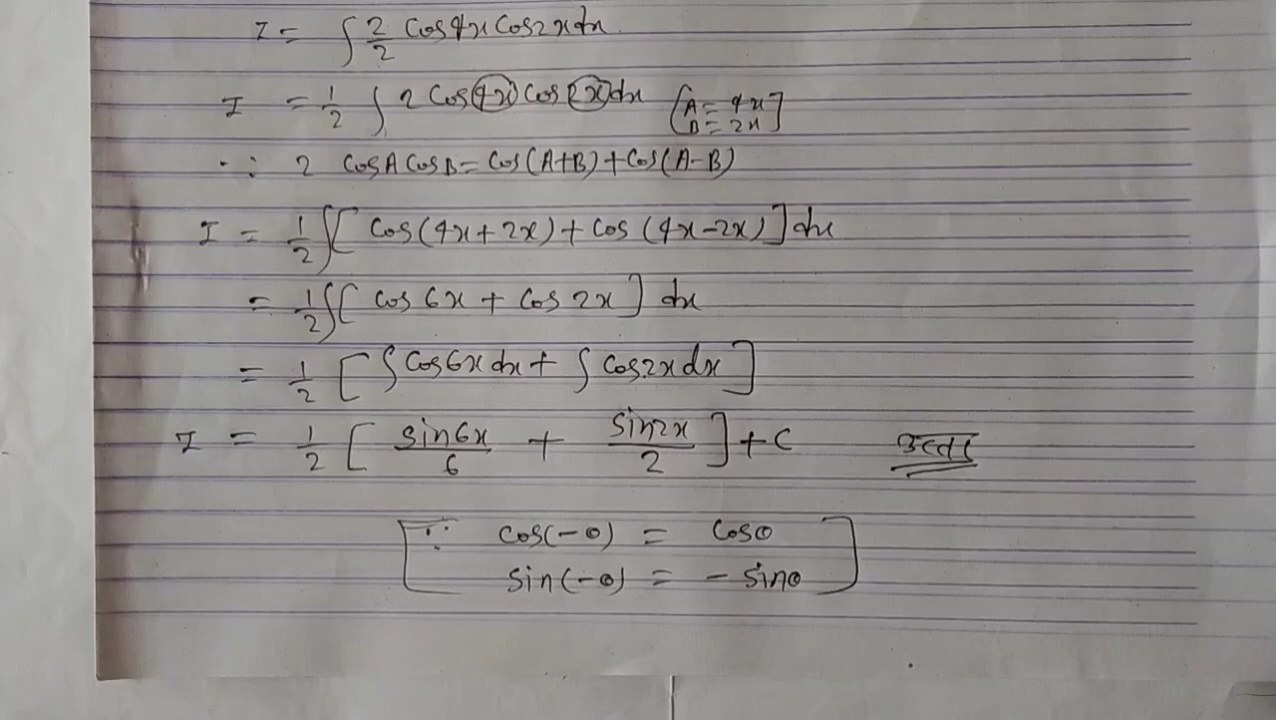 I = ∫ 2/2 cos4x cos2x dx.
I = 1/2 ∫ 2 cos(4x) cos(2x) dx [A = 4x
B = 2x]
∵ 2 cosA cosB = cos(A+B) + cos(A-B)
I = 1/2 ∫[ cos(4x+2x) + cos (4x-2x) ] dx
= 1/2 ∫[ cos 6x + cos 2x ] dx
= 1/2 [ ∫ cos6x dx + ∫ cos2x dx ]
I = 1/2 [ sin6x/6 + sin2x/2 ] + C उत्तर
[ ∵ cos(-θ) = cosθ
sin(-θ) = - sinθ ]